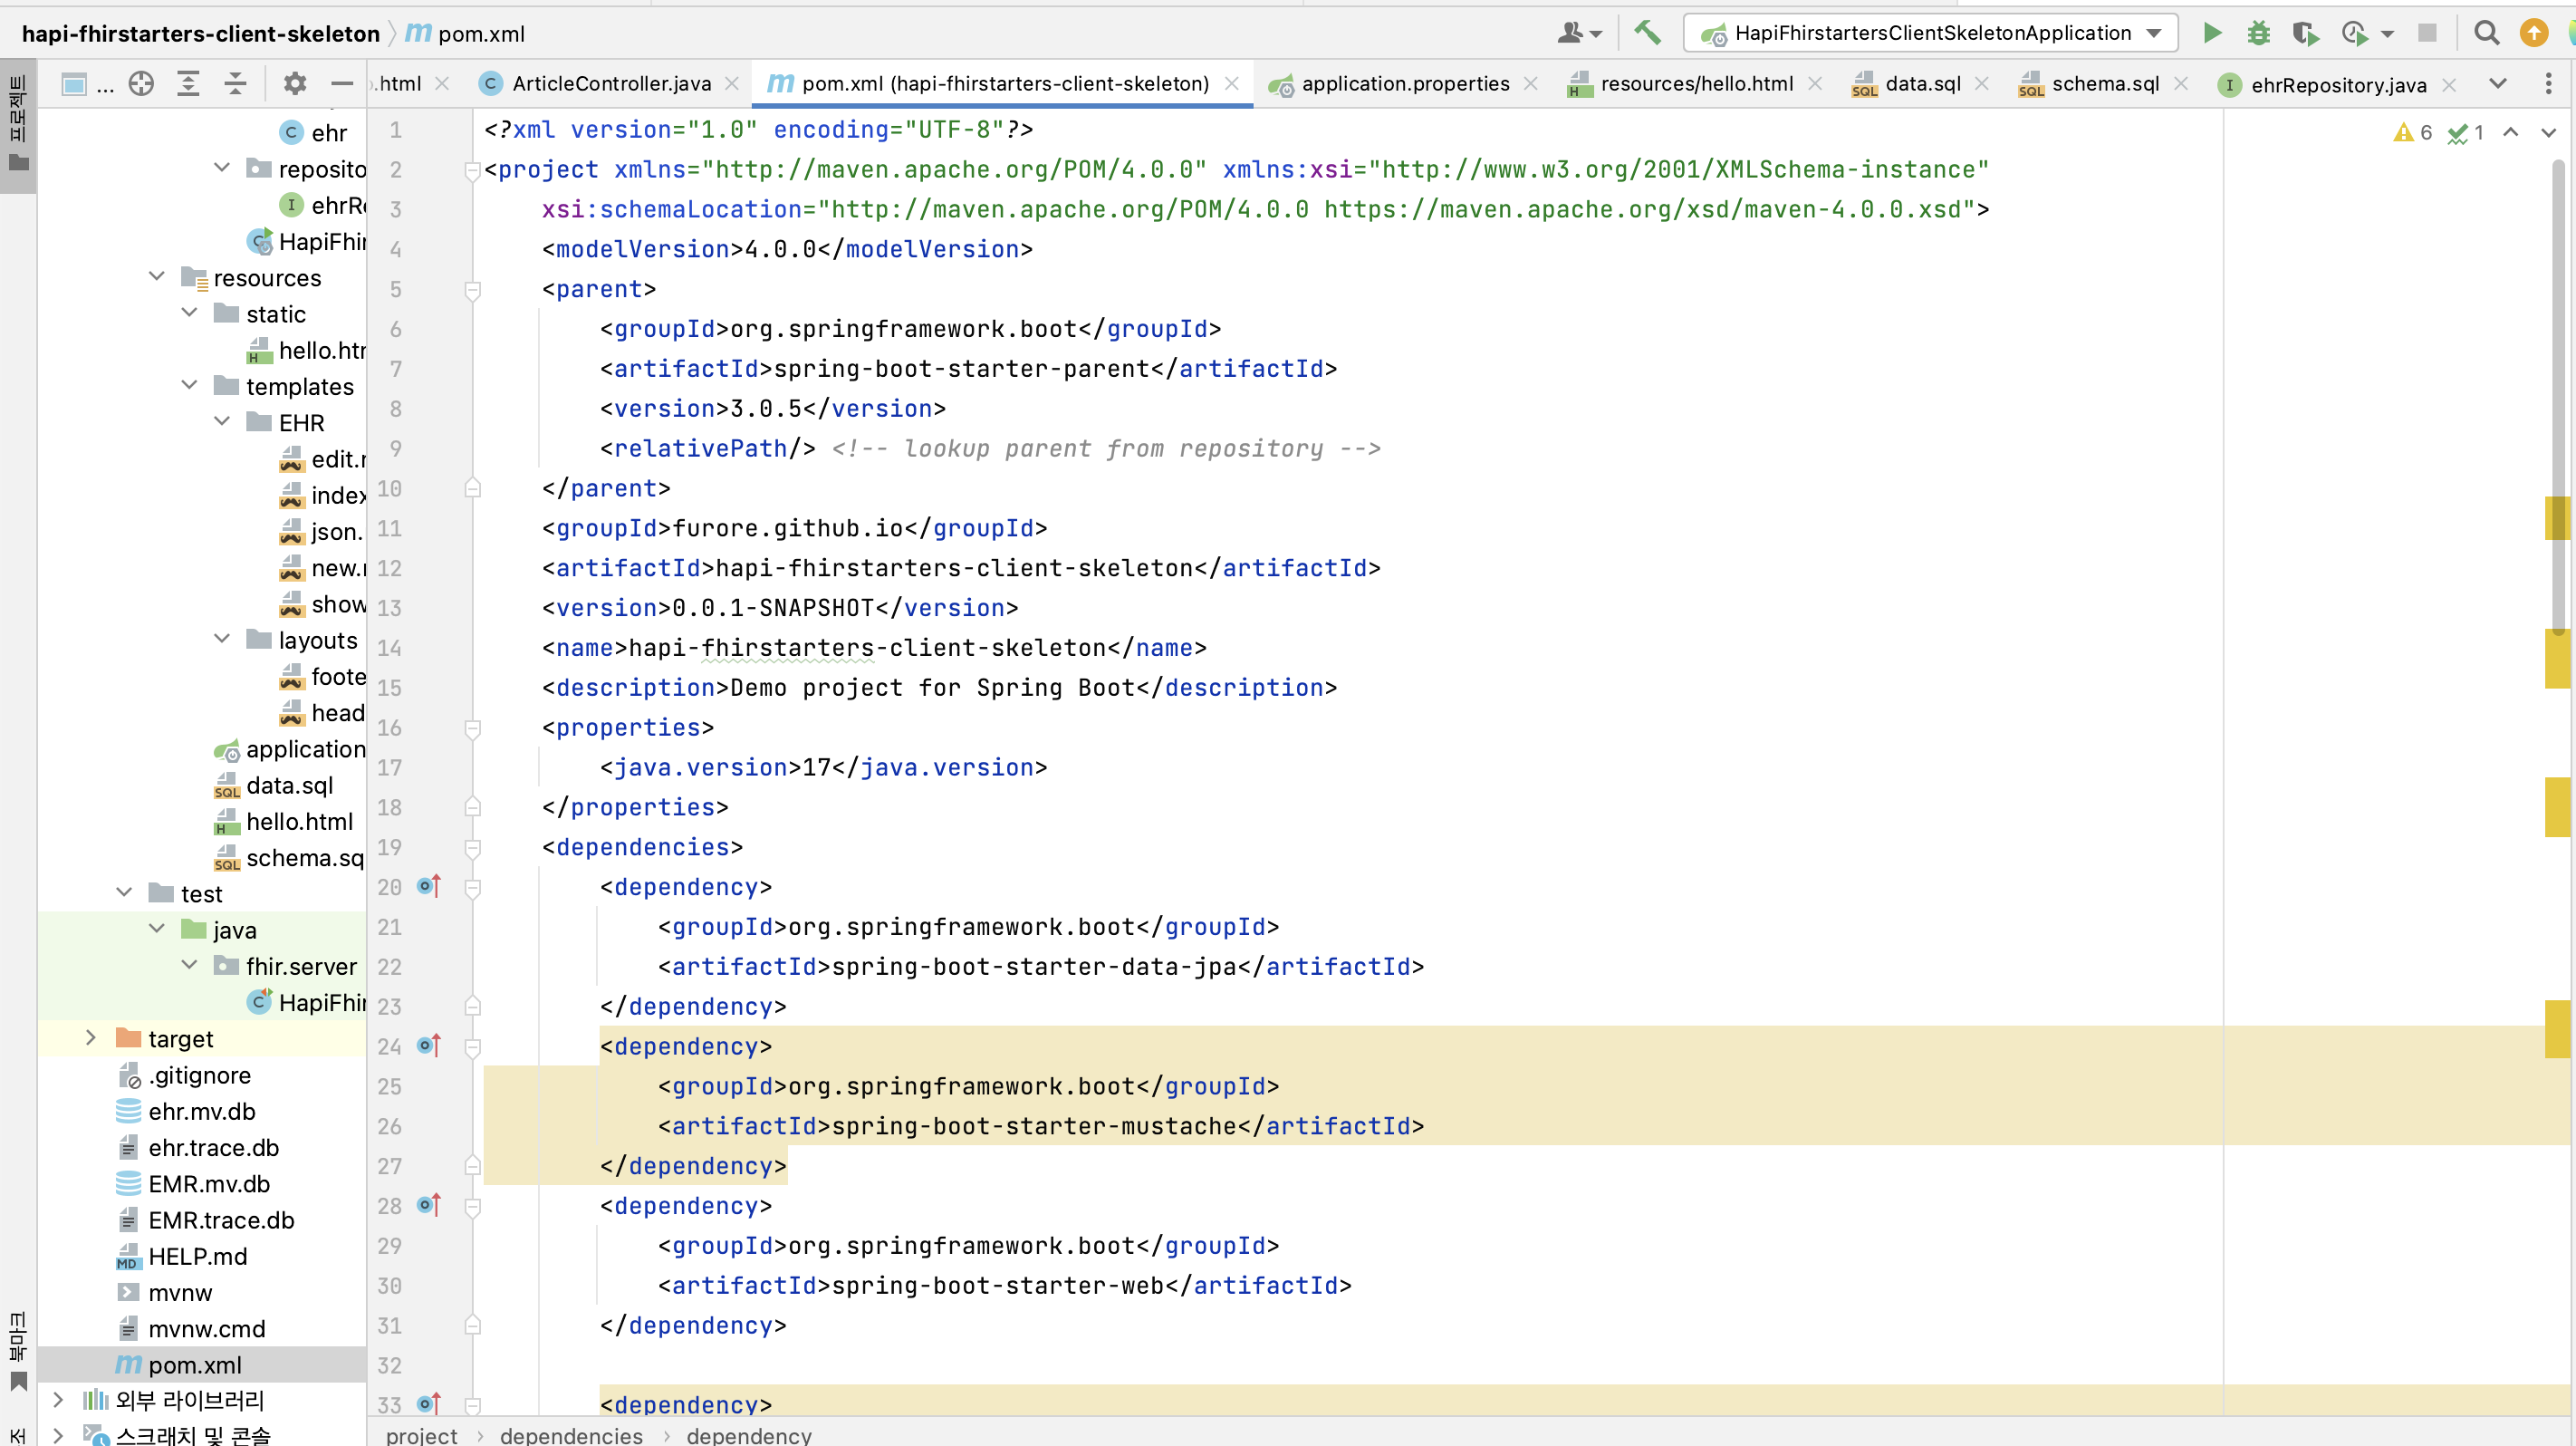 hapi-fhirstarters-client-skeleton pom.xml
HapiFhirstartersClientSkeletonApplication
.html ArticleController.java pom.xml (hapi-fhirstarters-client-skeleton) application.properties resources/hello.html data.sql schema.sql ehrRepository.java
프로젝트
북마크
...
ehr
reposito
ehrRe
HapiFhir
resources
static
hello.htm
templates
EHR
edit.
index
json.
new.
show
layouts
foote
head
application
data.sql
hello.html
schema.sq
test
java
fhir.server
HapiFhir
target
.gitignore
ehr.mv.db
ehr.trace.db
EMR.mv.db
EMR.trace.db
HELP.md
mvnw
mvnw.cmd
pom.xml
외부 라이브러리
스크래치 및 콘솔
6 1
1 <?xml version="1.0" encoding="UTF-8"?>
2 <project xmlns="http://maven.apache.org/POM/4.0.0" xmlns:xsi="http://www.w3.org/2001/XMLSchema-instance"
3 xsi:schemaLocation="http://maven.apache.org/POM/4.0.0 https://maven.apache.org/xsd/maven-4.0.0.xsd">
4 <modelVersion>4.0.0</modelVersion>
5 <parent>
6 <groupId>org.springframework.boot</groupId>
7 <artifactId>spring-boot-starter-parent</artifactId>
8 <version>3.0.5</version>
9 <relativePath/> <!-- lookup parent from repository -->
10 </parent>
11 <groupId>furore.github.io</groupId>
12 <artifactId>hapi-fhirstarters-client-skeleton</artifactId>
13 <version>0.0.1-SNAPSHOT</version>
14 <name>hapi-fhirstarters-client-skeleton</name>
15 <description>Demo project for Spring Boot</description>
16 <properties>
17 <java.version>17</java.version>
18 </properties>
19 <dependencies>
20 <dependency>
21 <groupId>org.springframework.boot</groupId>
22 <artifactId>spring-boot-starter-data-jpa</artifactId>
23 </dependency>
24 <dependency>
25 <groupId>org.springframework.boot</groupId>
26 <artifactId>spring-boot-starter-mustache</artifactId>
27 </dependency>
28 <dependency>
29 <groupId>org.springframework.boot</groupId>
30 <artifactId>spring-boot-starter-web</artifactId>
31 </dependency>
32
33 <dependency>
project › dependencies › dependency